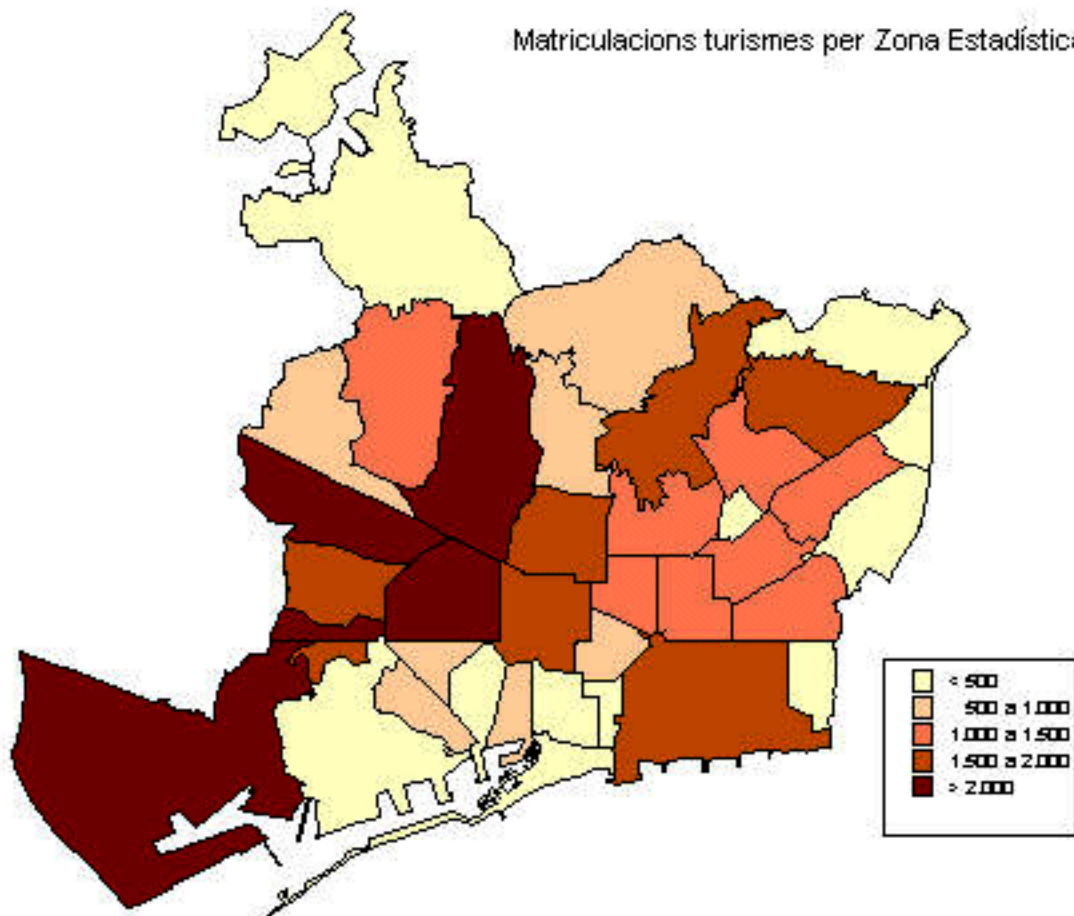 Matriculacions turismes per Zona Estadística
< 500
500 a 1.000
1.000 a 1.500
1.500 a 2.000
> 2.000